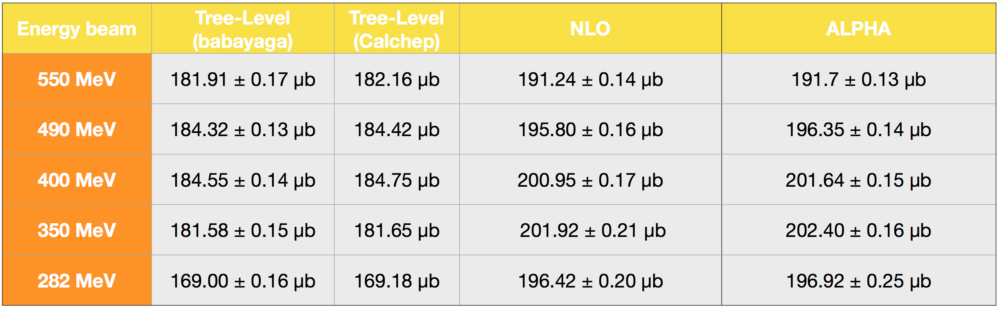 Energy beam
Tree-Level
(babayaga)
Tree-Level
(Calchep)
NLO
ALPHA
550 MeV 181.91 ± 0.17 µb 182.16 µb 191.24 ± 0.14 µb 191.7 ± 0.13 µb
490 MeV 184.32 ± 0.13 µb 184.42 µb 195.80 ± 0.16 µb 196.35 ± 0.14 µb
400 MeV 184.55 ± 0.14 µb 184.75 µb 200.95 ± 0.17 µb 201.64 ± 0.15 µb
350 MeV 181.58 ± 0.15 µb 181.65 µb 201.92 ± 0.21 µb 202.40 ± 0.16 µb
282 MeV 169.00 ± 0.16 µb 169.18 µb 196.42 ± 0.20 µb 196.92 ± 0.25 µb